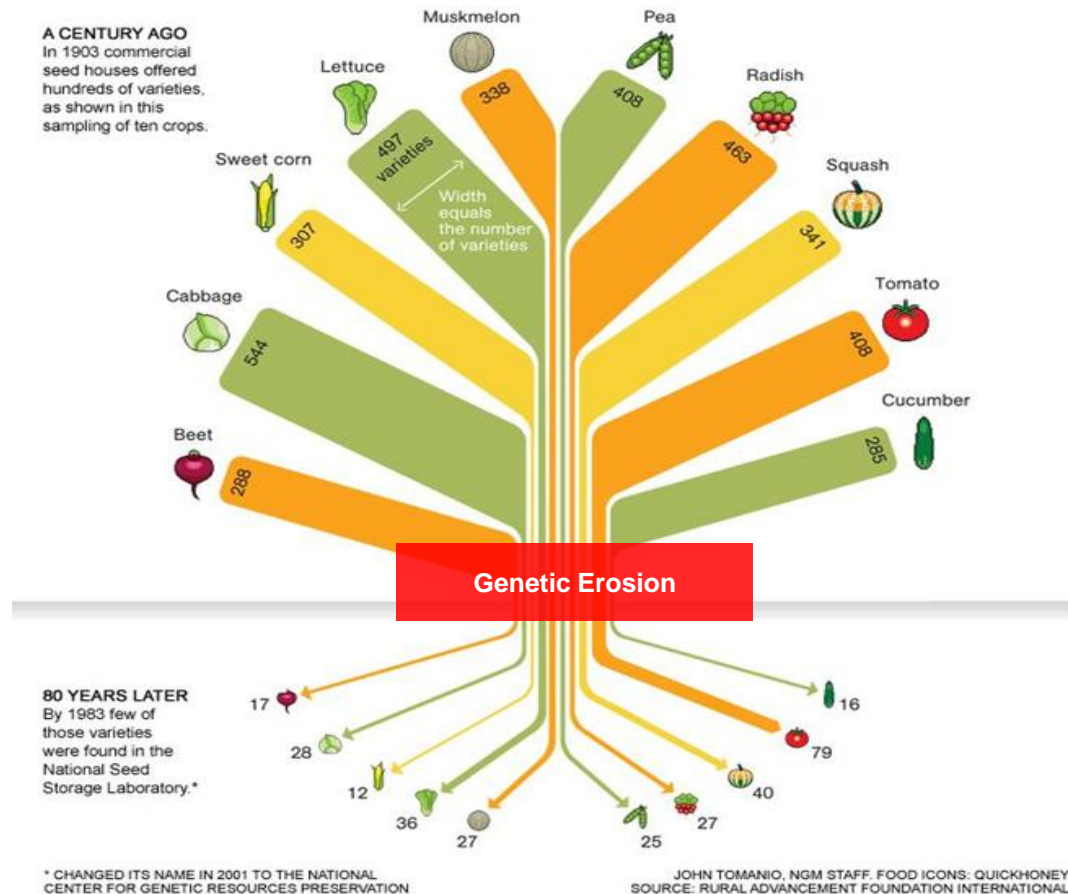 A CENTURY AGO
In 1903 commercial
seed houses offered
hundreds of varieties,
as shown in this
sampling of ten crops.
Muskmelon
338
Pea
408
Lettuce
497
varieties
Width
equals
the number
of varieties
Radish
463
Sweet corn
307
Squash
341
Cabbage
544
Tomato
408
Beet
288
Cucumber
285
Genetic Erosion
80 YEARS LATER
By 1983 few of
those varieties
were found in the
National Seed
Storage Laboratory.*
17
28
12
36
27
25
27
40
79
16
* CHANGED ITS NAME IN 2001 TO THE NATIONAL
CENTER FOR GENETIC RESOURCES PRESERVATION
JOHN TOMANIO, NGM STAFF. FOOD ICONS: QUICKHONEY
SOURCE: RURAL ADVANCEMENT FOUNDATION INTERNATIONAL